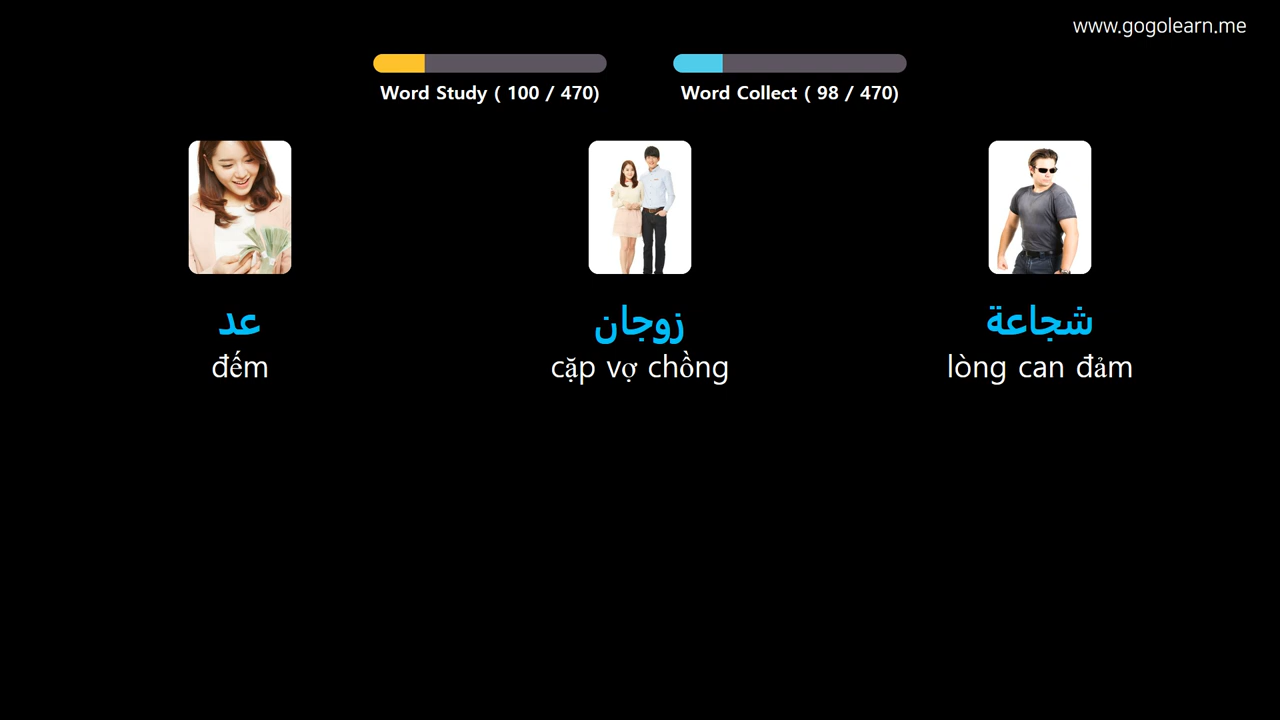 www.gogolearn.me
Word Study ( 100 / 470)
Word Collect ( 98 / 470)
عد
đếm
زوجان
cặp vợ chồng
شجاعة
lòng can đảm